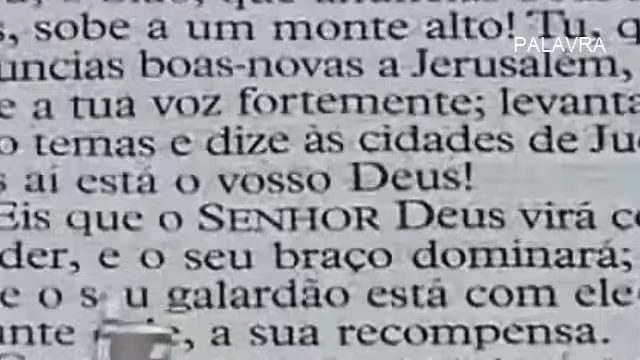 s, sobe a um monte alto! Tu, q
PALAVRA
uncias boas-novas a Jerusalém,
e a tua voz fortemente; levanta
o temas e dize às cidades de Ju
s aí está o vosso Deus!
Eis que o SENHOR Deus virá c
der, e o seu braço dominará;
e o s u galardão está com ele
ante, a sua recompensa.